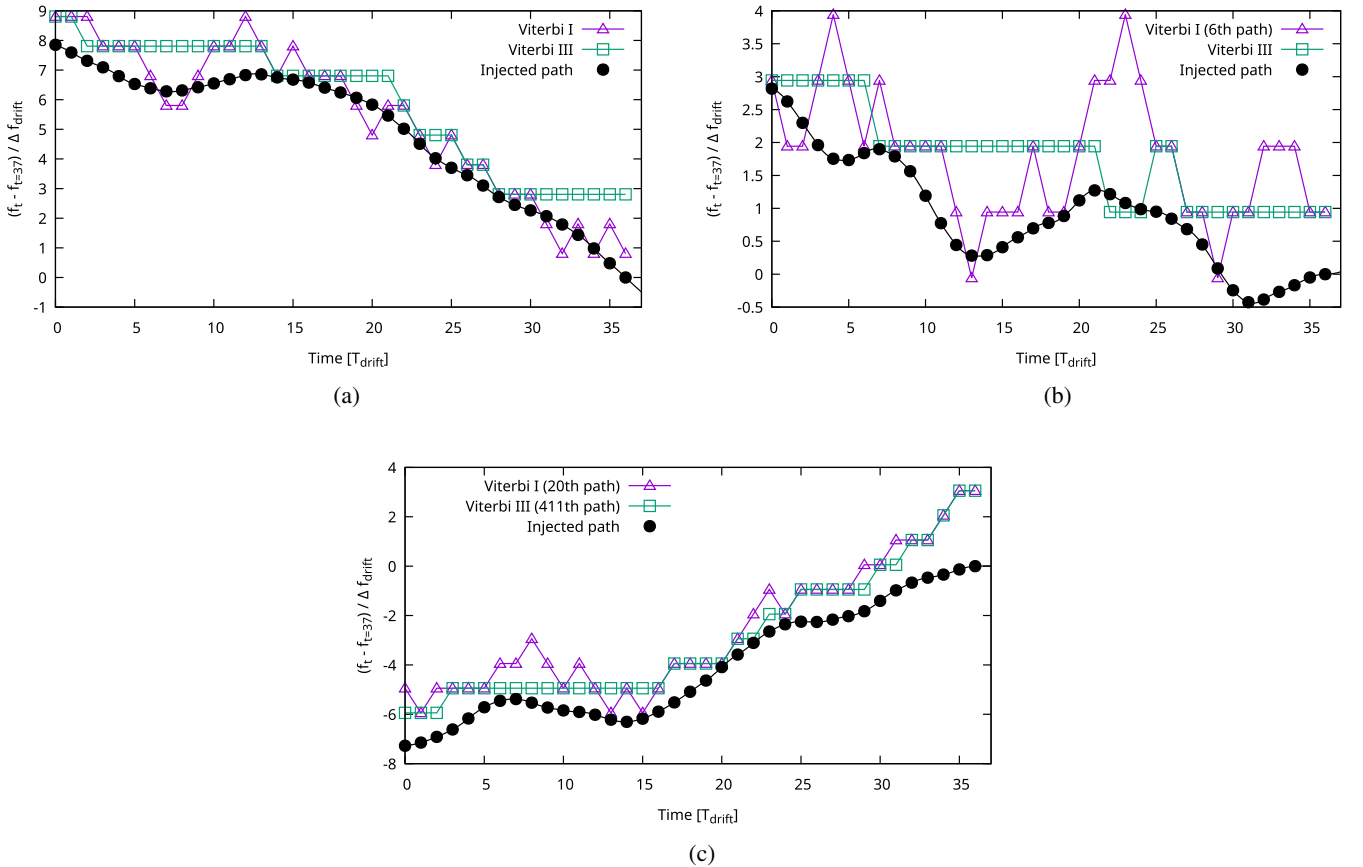 (f_t - f_{t=37}) / Δ f_drift
9
8
7
6
5
4
3
2
1
0
-1
0 5 10 15 20 25 30 35
Time [T_drift]
Viterbi I
Viterbi III
Injected path
(a)
(f_t - f_{t=37}) / Δ f_drift
4
3.5
3
2.5
2
1.5
1
0.5
0
-0.5
0 5 10 15 20 25 30 35
Time [T_drift]
Viterbi I (6th path)
Viterbi III
Injected path
(b)
(f_t - f_{t=37}) / Δ f_drift
4
2
0
-2
-4
-6
-8
0 5 10 15 20 25 30 35
Time [T_drift]
Viterbi I (20th path)
Viterbi III (411th path)
Injected path
(c)